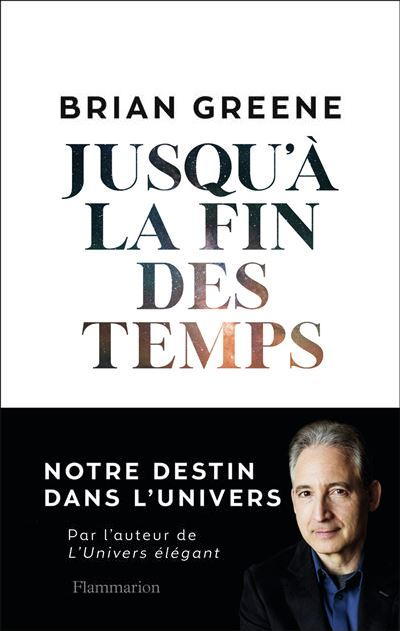 BRIAN GREENE
JUSQU'À
LA FIN
DES
TEMPS
NOTRE DESTIN
DANS L'UNIVERS
Par l'auteur de
L'Univers élégant
Flammarion